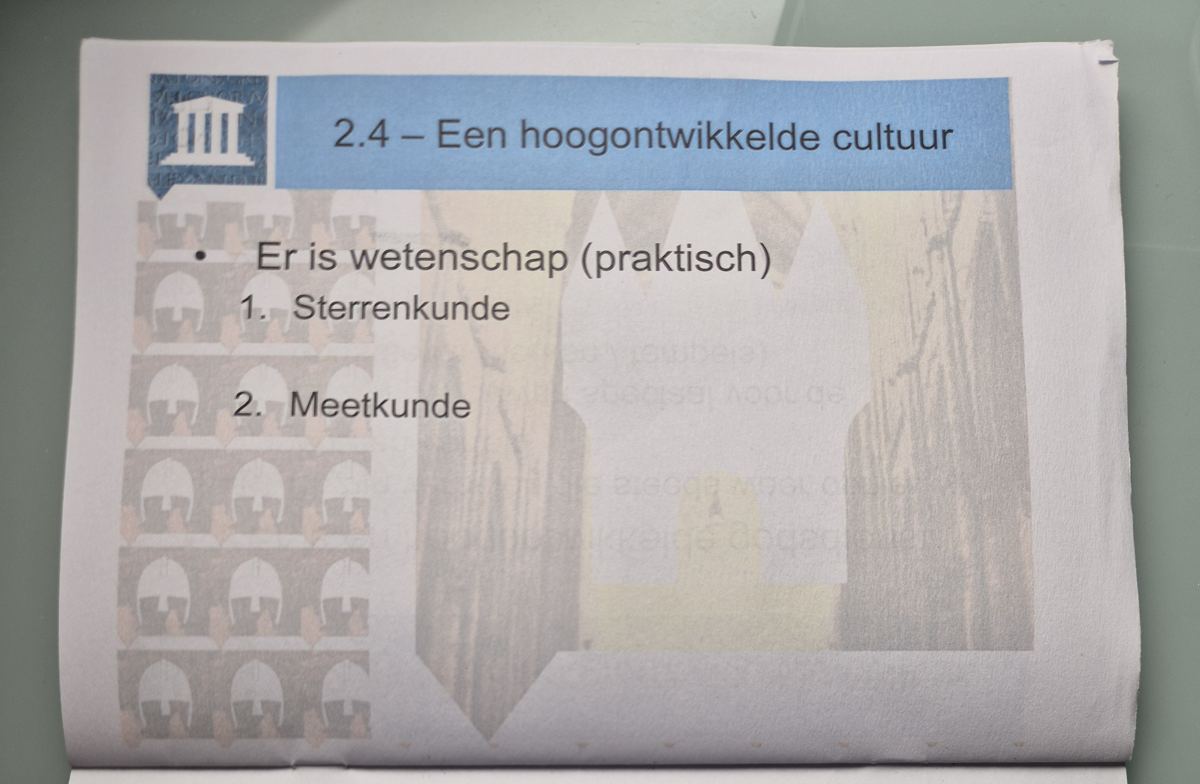 2.4 – Een hoogontwikkelde cultuur
• Er is wetenschap (praktisch)
1. Sterrenkunde
2. Meetkunde